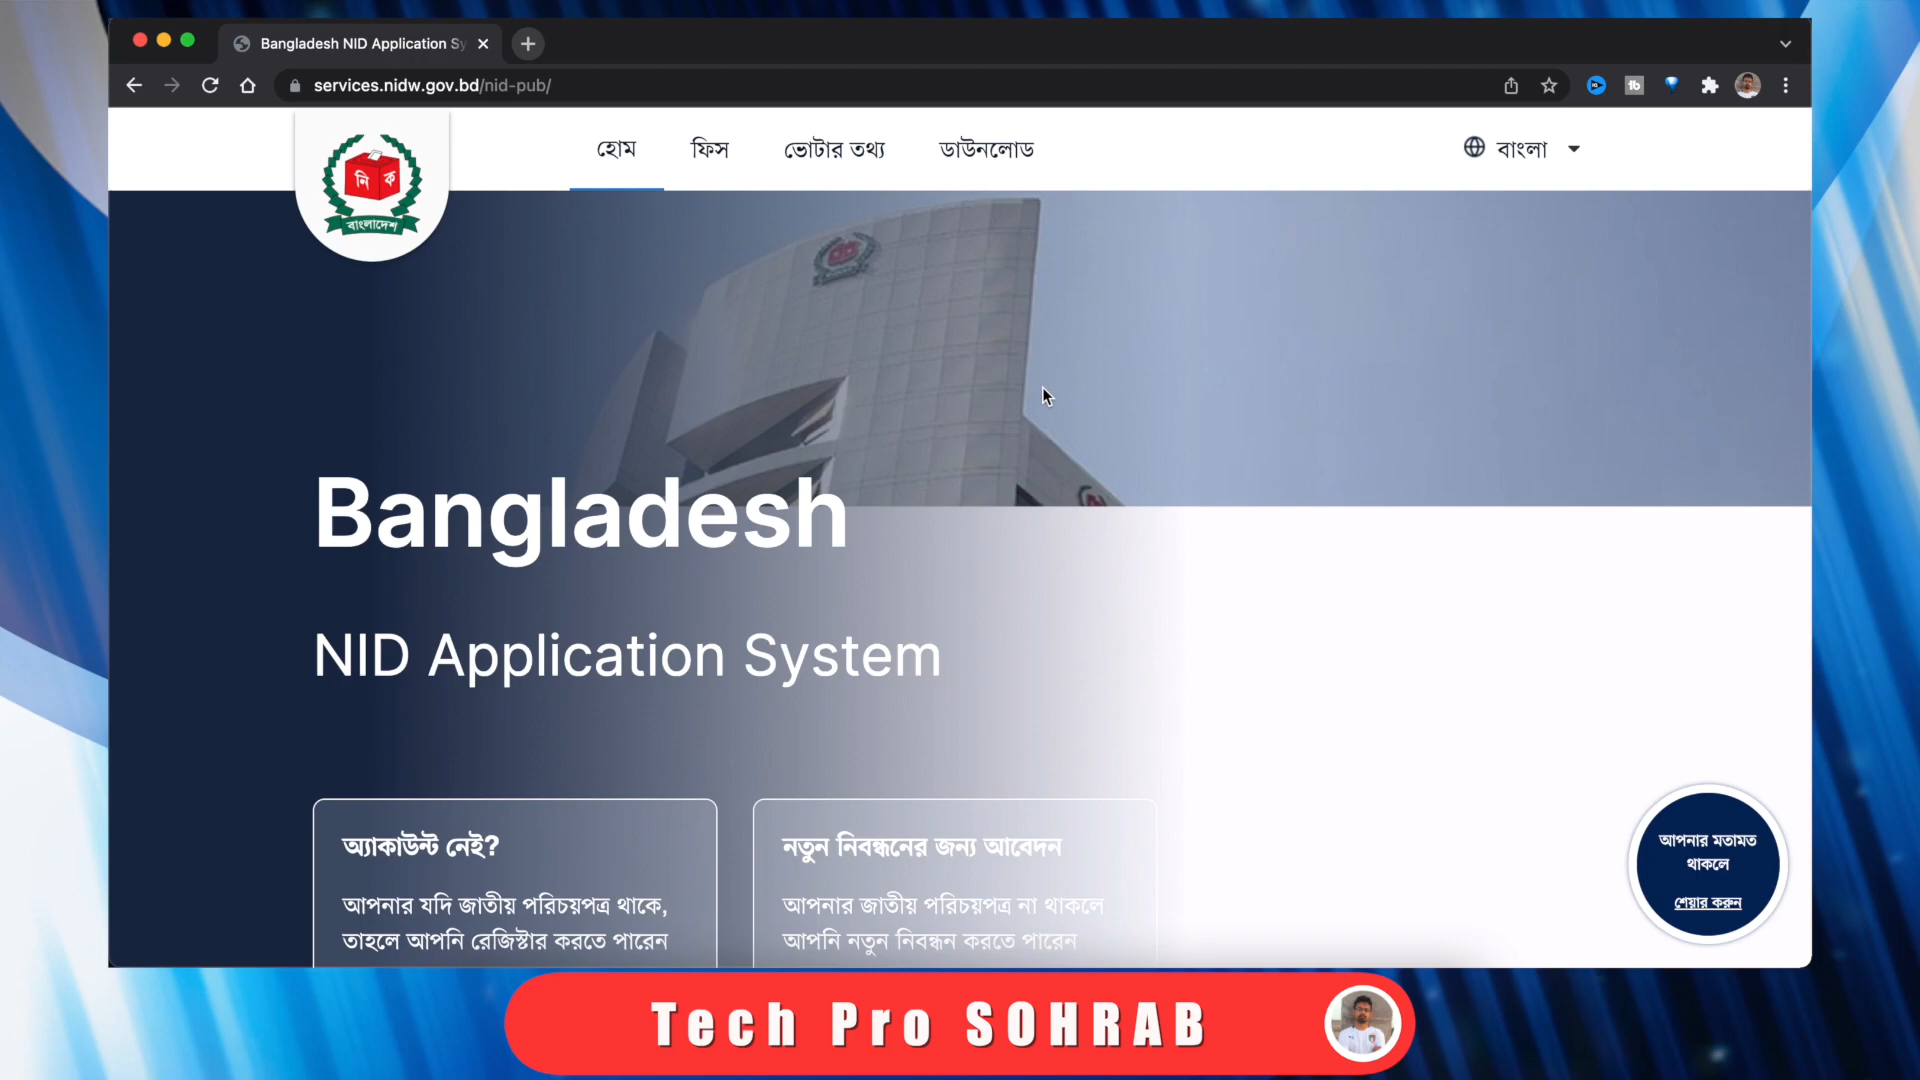 Bangladesh NID Application Sy
services.nidw.gov.bd/nid-pub/
হোম
ফিস
ভোটার তথ্য
ডাউনলোড
বাংলা
নি ক
বাংলাদেশ
Bangladesh
NID Application System
অ্যাকাউন্ট নেই?
আপনার যদি জাতীয় পরিচয়পত্র থাকে,
তাহলে আপনি রেজিস্টার করতে পারেন
নতুন নিবন্ধনের জন্য আবেদন
আপনার জাতীয় পরিচয়পত্র না থাকলে
আপনি নতুন নিবন্ধন করতে পারেন
আপনার মতামত
থাকলে
শেয়ার করুন
Tech Pro SOHRAB